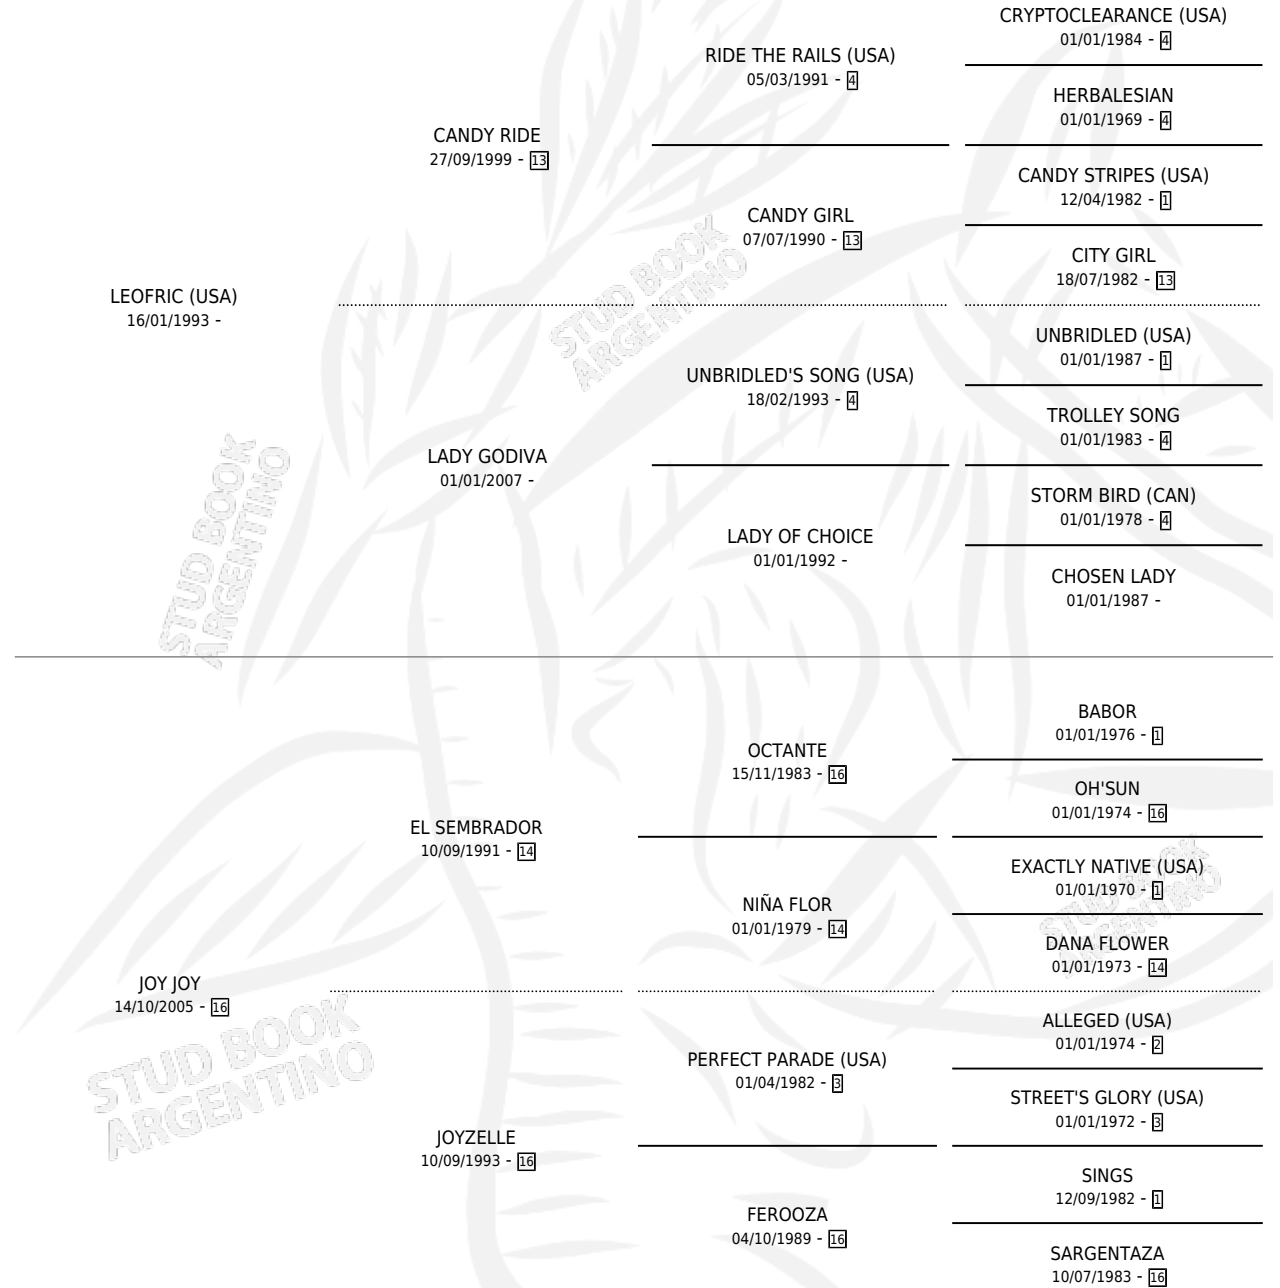 CRYPTOCLEARANCE (USA)
01/01/1984 - 4
RIDE THE RAILS (USA)
05/03/1991 - 4
HERBALESIAN
01/01/1969 - 4
CANDY RIDE
27/09/1999 - 13
CANDY STRIPES (USA)
12/04/1982 - 1
CANDY GIRL
07/07/1990 - 13
CITY GIRL
18/07/1982 - 13
LEOFRIC (USA)
16/01/1993 -
UNBRIDLED (USA)
01/01/1987 - 1
UNBRIDLED'S SONG (USA)
18/02/1993 - 4
TROLLEY SONG
01/01/1983 - 4
LADY GODIVA
01/01/2007 -
STORM BIRD (CAN)
01/01/1978 - 4
LADY OF CHOICE
01/01/1992 -
CHOSEN LADY
01/01/1987 -
BABOR
01/01/1976 - 1
OCTANTE
15/11/1983 - 16
OH'SUN
01/01/1974 - 16
EL SEMBRADOR
10/09/1991 - 14
EXACTLY NATIVE (USA)
01/01/1970 - 1
NIÑA FLOR
01/01/1979 - 14
DANA FLOWER
01/01/1973 - 14
JOY JOY
14/10/2005 - 16
ALLEGED (USA)
01/01/1974 - 2
PERFECT PARADE (USA)
01/04/1982 - 3
STREET'S GLORY (USA)
01/01/1972 - 3
JOYZELLE
10/09/1993 - 16
SINGS
12/09/1982 - 1
FEROOZA
04/10/1989 - 16
SARGENTAZA
10/07/1983 - 16
STUD BOOK
ARGENTINO
STUD BOOK
ARGENTINO
STUD BOOK
ARGENTINO
STUD BOOK
ARGENTINO